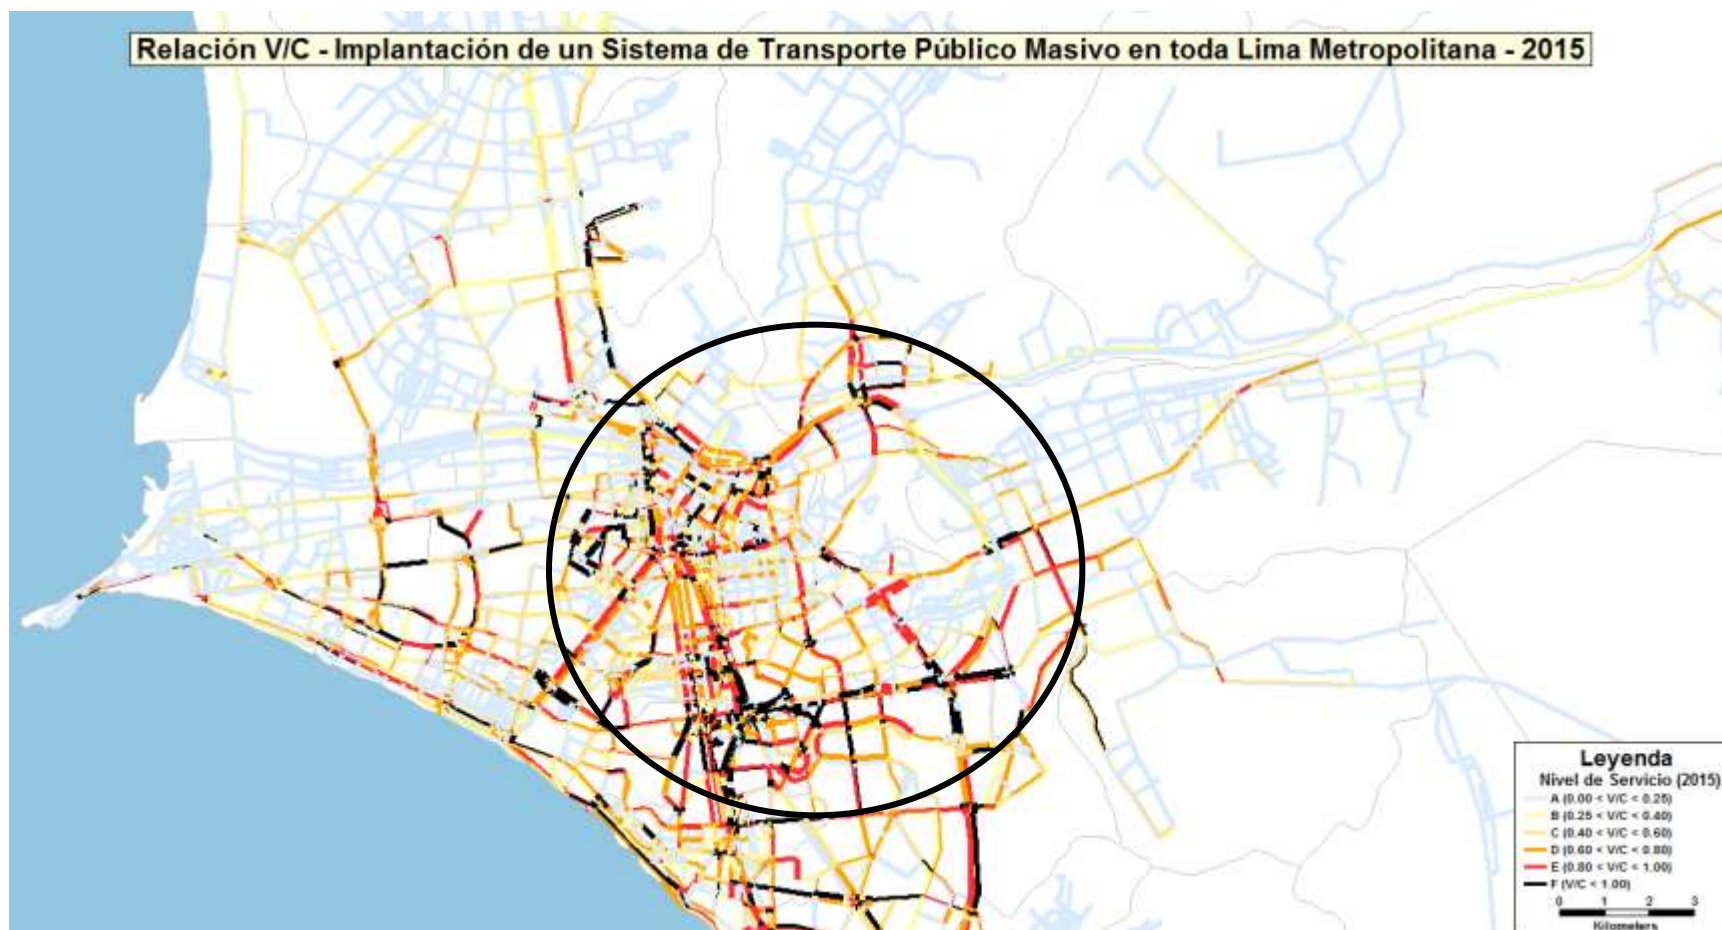 Relación V/C - Implantación de un Sistema de Transporte Público Masivo en toda Lima Metropolitana - 2015
Leyenda
Nivel de Servicio (2015)
A (0.00 < V/C < 0.25)
B (0.25 < V/C < 0.40)
C (0.40 < V/C < 0.60)
D (0.60 < V/C < 0.80)
E (0.80 < V/C < 1.00)
F (V/C < 1.00)
0 1 2 3
Kilometers